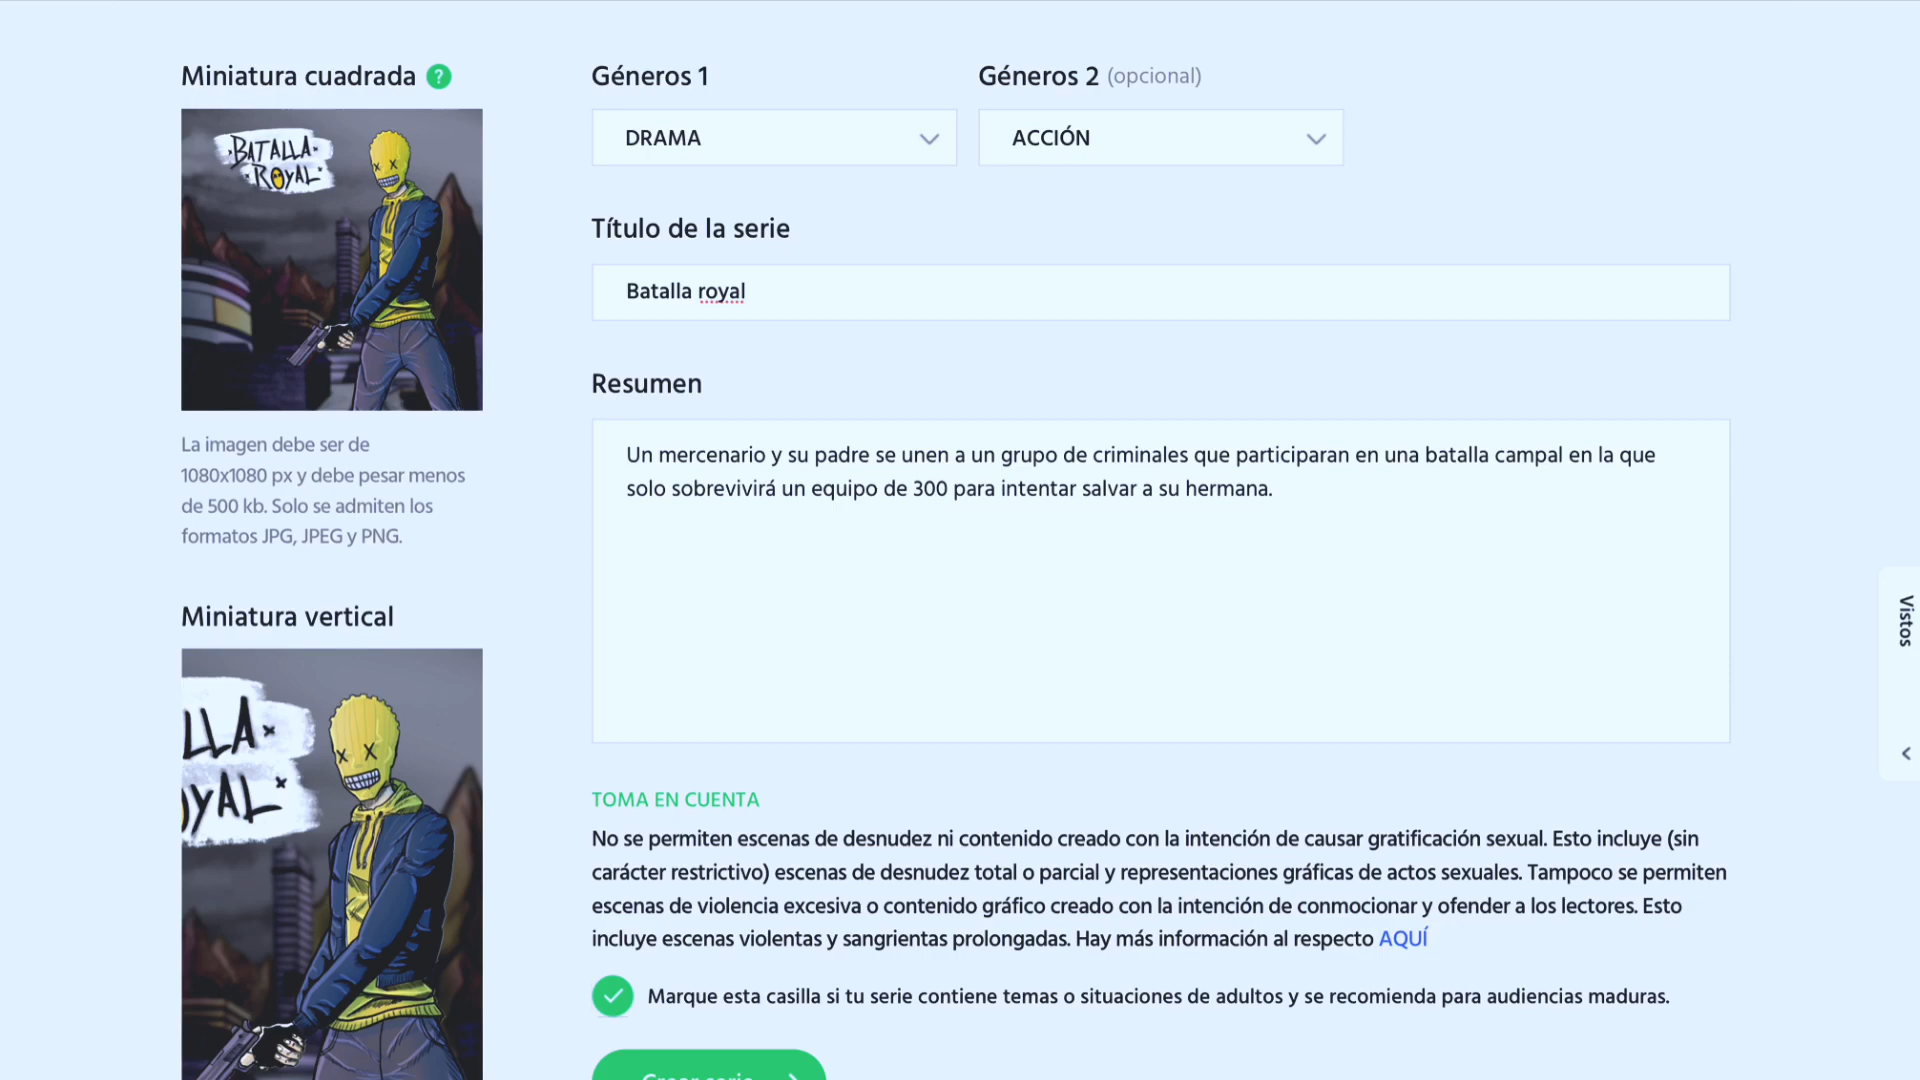 Miniatura cuadrada ?
BATALLA
ROYAL
La imagen debe ser de
1080x1080 px y debe pesar menos
de 500 kb. Solo se admiten los
formatos JPG, JPEG y PNG.
Miniatura vertical
LLA
OYAL
Géneros 1
DRAMA
Géneros 2 (opcional)
ACCIÓN
Título de la serie
Batalla royal
Resumen
Un mercenario y su padre se unen a un grupo de criminales que participaran en una batalla campal en la que
solo sobrevivirá un equipo de 300 para intentar salvar a su hermana.
TOMA EN CUENTA
No se permiten escenas de desnudez ni contenido creado con la intención de causar gratificación sexual. Esto incluye (sin
carácter restrictivo) escenas de desnudez total o parcial y representaciones gráficas de actos sexuales. Tampoco se permiten
escenas de violencia excesiva o contenido gráfico creado con la intención de conmocionar y ofender a los lectores. Esto
incluye escenas violentas y sangrientas prolongadas. Hay más información al respecto AQUÍ
Marque esta casilla si tu serie contiene temas o situaciones de adultos y se recomienda para audiencias maduras.
Crear serie
Vistos